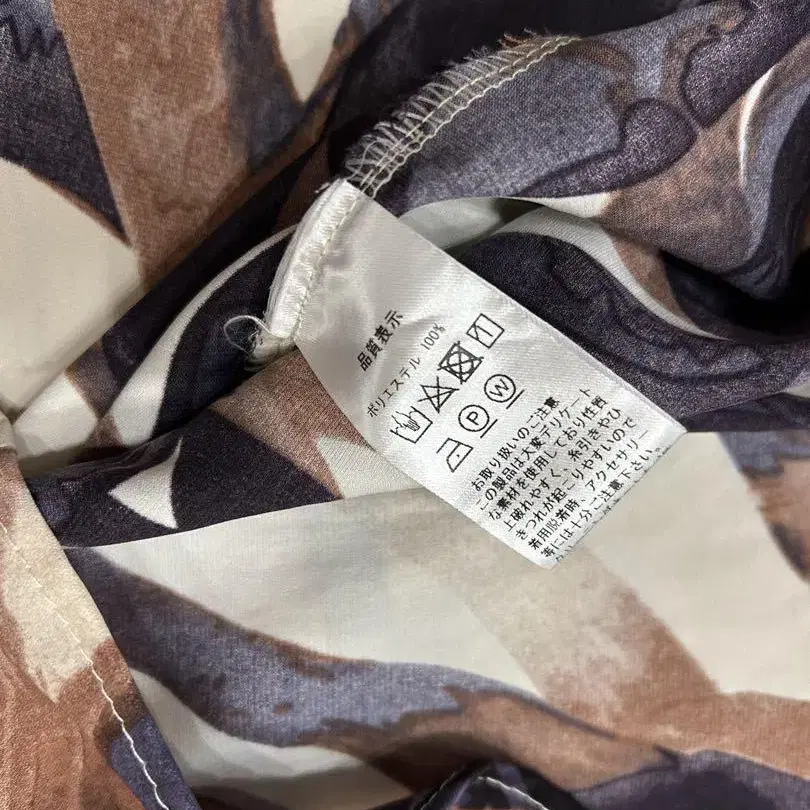 品質表示
ポリエステル 100%
P W
お取り扱いのご注意
この製品は大変デリケート
な素材を使用しており性質
上破れやすく、糸引きやひ
きつれが起こりやすいので
着用脱着時、アクセサリー
等には十分ご注意下さい。